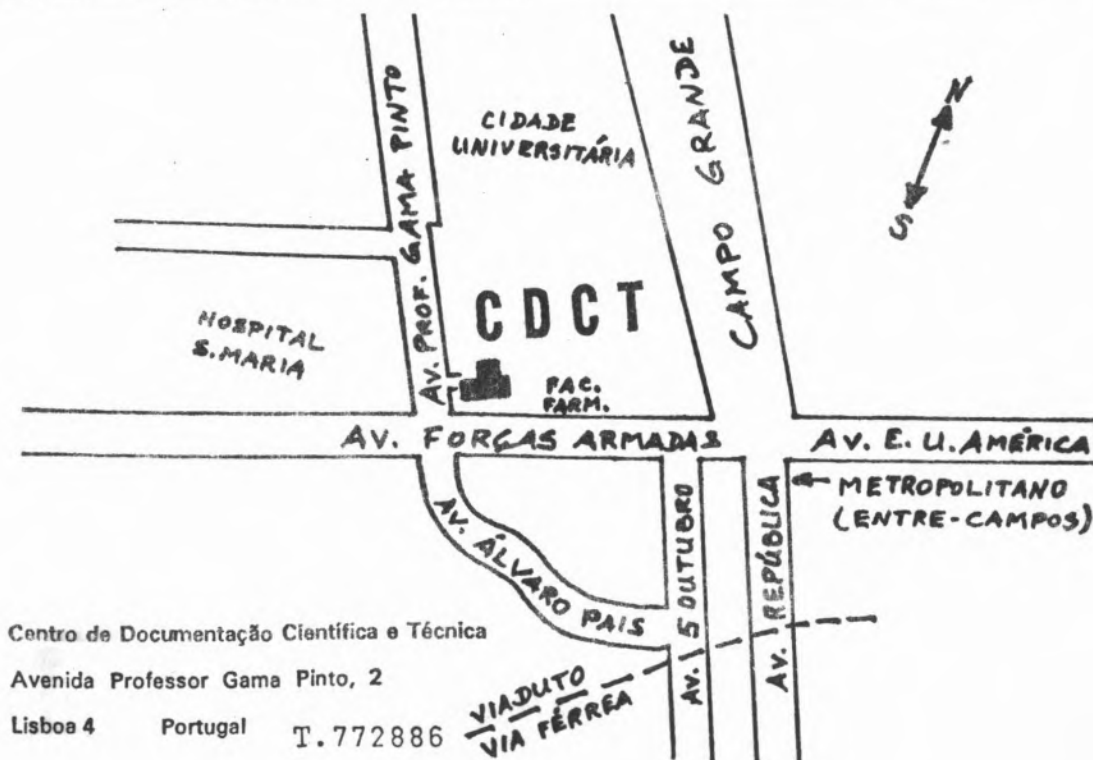 AV. PROF. GAMA PINTO
CIDADE
UNIVERSITÁRIA
CAMPO GRANDE
N
S
HOSPITAL
S. MARIA
CDCT
FAC.
FARM.
AV. FORÇAS ARMADAS
AV. E. U. AMÉRICA
METROPOLITANO
(ENTRE-CAMPOS)
AV. ÁLVARO PAIS
AV. 5 OUTUBRO
AV. REPÚBLICA
VIADUTO
VIA FÉRREA
Centro de Documentação Científica e Técnica
Avenida Professor Gama Pinto, 2
Lisboa 4 Portugal T.772886